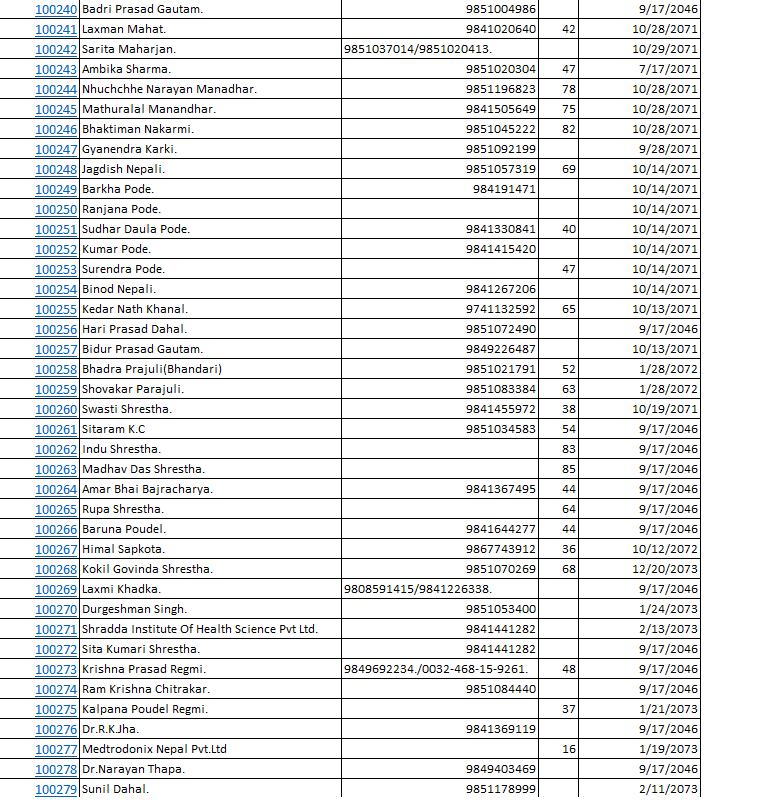 100240 Badri Prasad Gautam. 9851004986 9/17/2046
100241 Laxman Mahat. 9841020640 42 10/28/2071
100242 Sarita Maharjan. 9851037014/9851020413. 10/29/2071
100243 Ambika Sharma. 9851020304 47 7/17/2071
100244 Nhuchchhe Narayan Manadhar. 9851196823 78 10/28/2071
100245 Mathuralal Manandhar. 9841505649 75 10/28/2071
100246 Bhaktiman Nakarmi. 9851045222 82 10/28/2071
100247 Gyanendra Karki. 9851092199 9/28/2071
100248 Jagdish Nepali. 9851057319 69 10/14/2071
100249 Barkha Pode. 984191471 10/14/2071
100250 Ranjana Pode. 10/14/2071
100251 Sudhar Daula Pode. 9841330841 40 10/14/2071
100252 Kumar Pode. 9841415420 10/14/2071
100253 Surendra Pode. 47 10/14/2071
100254 Binod Nepali. 9841267206 10/14/2071
100255 Kedar Nath Khanal. 9741132592 65 10/13/2071
100256 Hari Prasad Dahal. 9851072490 9/17/2046
100257 Bidur Prasad Gautam. 9849226487 10/13/2071
100258 Bhadra Prajuli(Bhandari) 9851021791 52 1/28/2072
100259 Shovakar Parajuli. 9851083384 63 1/28/2072
100260 Swasti Shrestha. 9841455972 38 10/19/2071
100261 Sitaram K.C 9851034583 54 9/17/2046
100262 Indu Shrestha. 83 9/17/2046
100263 Madhav Das Shrestha. 85 9/17/2046
100264 Amar Bhai Bajracharya. 9841367495 44 9/17/2046
100265 Rupa Shrestha. 64 9/17/2046
100266 Baruna Poudel. 9841644277 44 9/17/2046
100267 Himal Sapkota. 9867743912 36 10/12/2072
100268 Kokil Govinda Shrestha. 9851070269 68 12/20/2073
100269 Laxmi Khadka. 9808591415/9841226338. 9/17/2046
100270 Durgeshman Singh. 9851053400 1/24/2073
100271 Shradda Institute Of Health Science Pvt Ltd. 9841441282 2/13/2073
100272 Sita Kumari Shrestha. 9841441282 9/17/2046
100273 Krishna Prasad Regmi. 9849692234./0032-468-15-9261. 48 9/17/2046
100274 Ram Krishna Chitrakar. 9851084440 9/17/2046
100275 Kalpana Poudel Regmi. 37 1/21/2073
100276 Dr.R.K.Jha. 9841369119 9/17/2046
100277 Medtrodonix Nepal Pvt.Ltd 16 1/19/2073
100278 Dr.Narayan Thapa. 9849403469 9/17/2046
100279 Sunil Dahal. 9851178999 2/11/2073